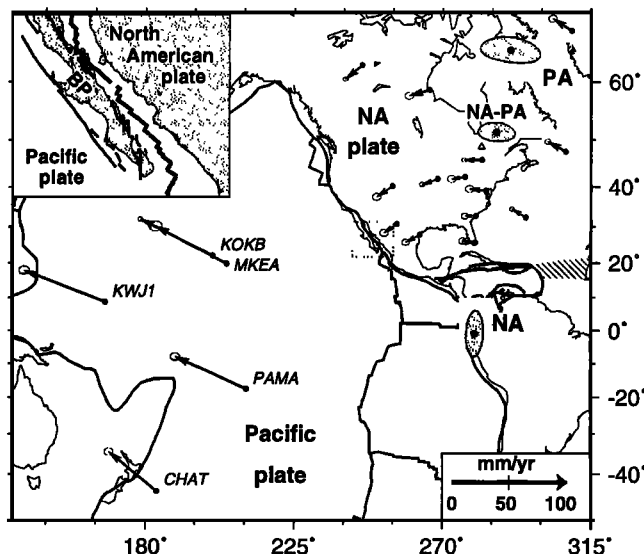 North
American
plate
BP
Pacific
plate
NA
plate
PA
NA-PA
60°
40°
KOKB
MKEA
20°
KWJ1
10°
NA
0°
PAMA
-20°
Pacific
plate
CHAT
mm/yr
0 50 100
-40°
180° 225° 270° 315°